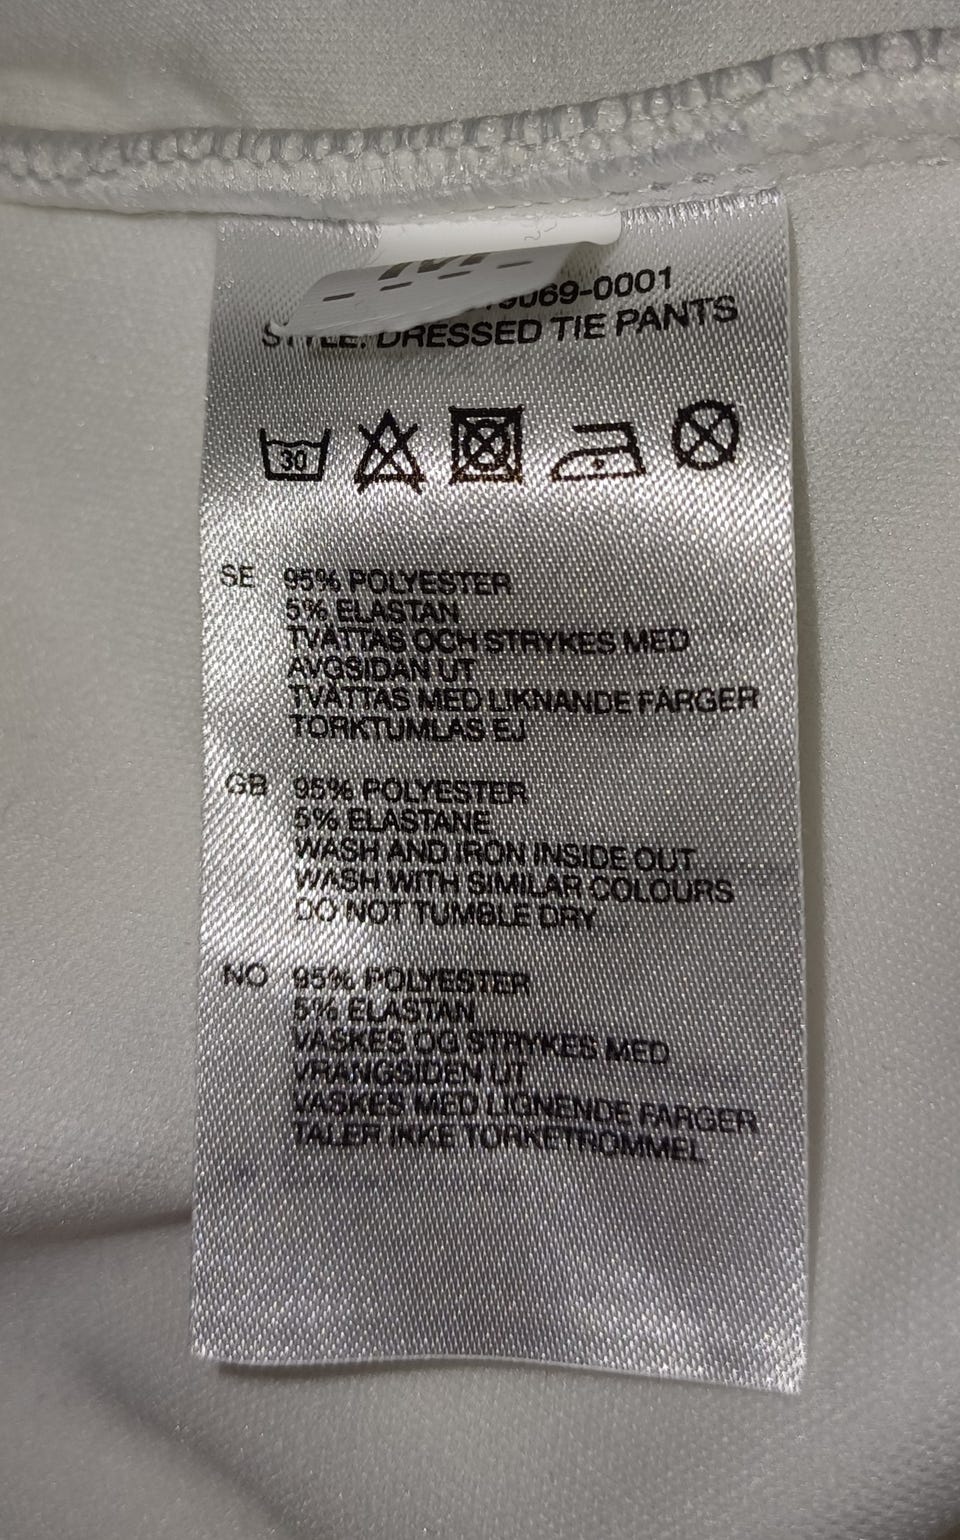 M
9069-0001
STYLE: DRESSED TIE PANTS
30
SE 95% POLYESTER
5% ELASTAN
TVÄTTAS OCH STRYKES MED
AVGSIDAN UT
TVÄTTAS MED LIKNANDE FÄRGER
TORKTUMLAS EJ
GB 95% POLYESTER
5% ELASTANE
WASH AND IRON INSIDE OUT
WASH WITH SIMILAR COLOURS
DO NOT TUMBLE DRY
NO 95% POLYESTER
5% ELASTAN
VASKES OG STRYKES MED
VRANGSIDEN UT
VASKES MED LIGNENDE FARGER
TÅLER IKKE TØRKETROMMEL